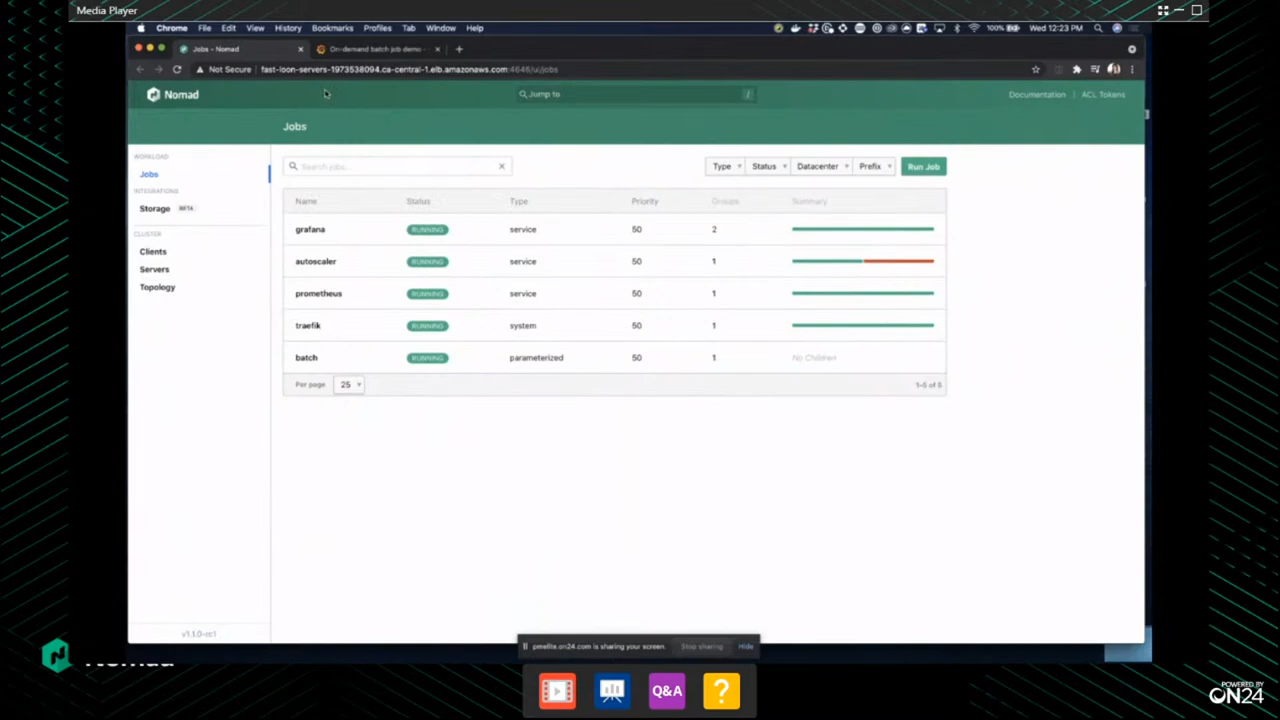 Media Player
Chrome File Edit View History Bookmarks Profiles Tab Window Help 100% Wed 12:23 PM
Jobs - Nomad On-demand batch job demo -
Not Secure fast-loon-servers-1973538094.ca-central-1.elb.amazonaws.com:4646/ui/jobs
Nomad Jump to / Documentation ACL Tokens
Jobs
WORKLOAD
Jobs
INTEGRATIONS
Storage BETA
CLUSTER
Clients
Servers
Topology
v1.1.0-rc1
Search jobs... Type Status Datacenter Prefix Run Job
Name Status Type Priority Groups Summary
grafana RUNNING service 50 2
autoscaler RUNNING service 50 1
prometheus RUNNING service 50 1
traefik RUNNING system 50 1
batch RUNNING parameterized 50 1 No Children
Per page 25 1-5 of 5
pmelite.on24.com is sharing your screen. Stop sharing Hide
Nomad
Q&A ?
POWERED BY
ON24